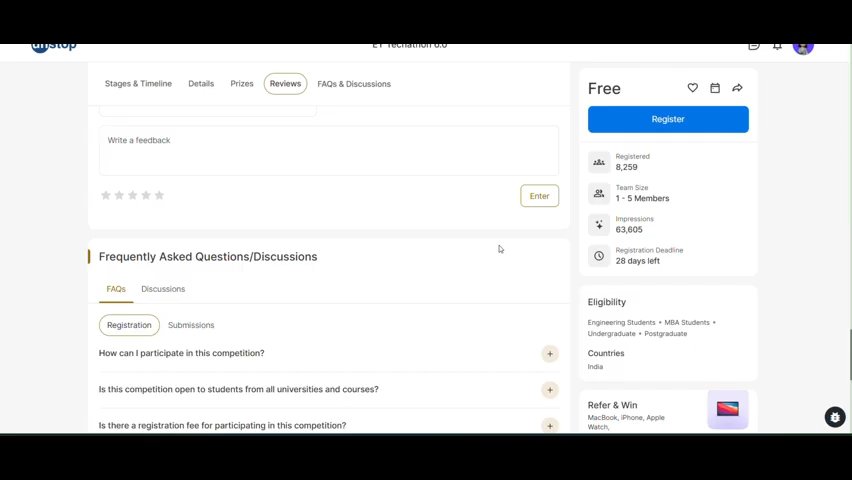 unstop
EY Techathon 6.0
Stages & Timeline
Details
Prizes
Reviews
FAQs & Discussions
Write a feedback
Enter
Frequently Asked Questions/Discussions
FAQs
Discussions
Registration
Submissions
How can I participate in this competition?
Is this competition open to students from all universities and courses?
Is there a registration fee for participating in this competition?
Free
Register
Registered
8,259
Team Size
1 - 5 Members
Impressions
63,605
Registration Deadline
28 days left
Eligibility
Engineering Students • MBA Students •
Undergraduate • Postgraduate
Countries
India
Refer & Win
MacBook, iPhone, Apple
Watch,